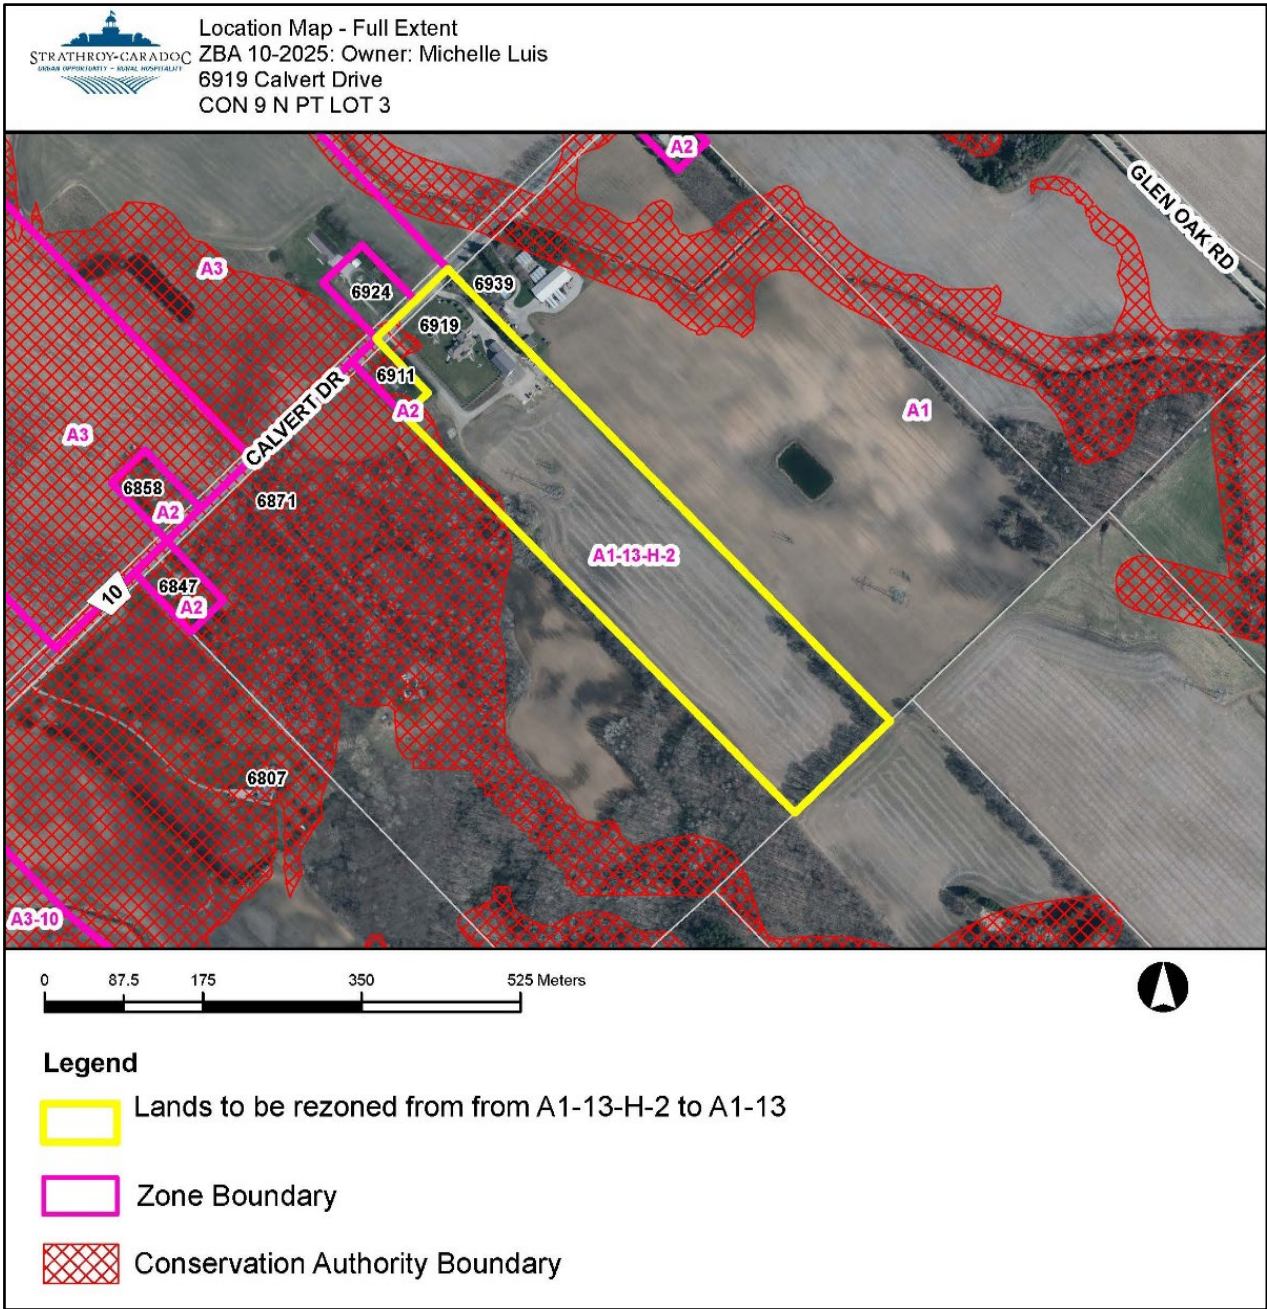 STRATHROY-CARADOC
URBAN OPPORTUNITY - RURAL HOSPITALITY
Location Map - Full Extent
ZBA 10-2025: Owner: Michelle Luis
6919 Calvert Drive
CON 9 N PT LOT 3
A2
GLEN OAK RD
A3
6924
6939
6919
6911
A2
A1
CALVERT DR
A3
6858
A2
6871
A1-13-H-2
10
6847
A2
6807
A3-10
0 87.5 175 350 525 Meters
Legend
Lands to be rezoned from from A1-13-H-2 to A1-13
Zone Boundary
Conservation Authority Boundary